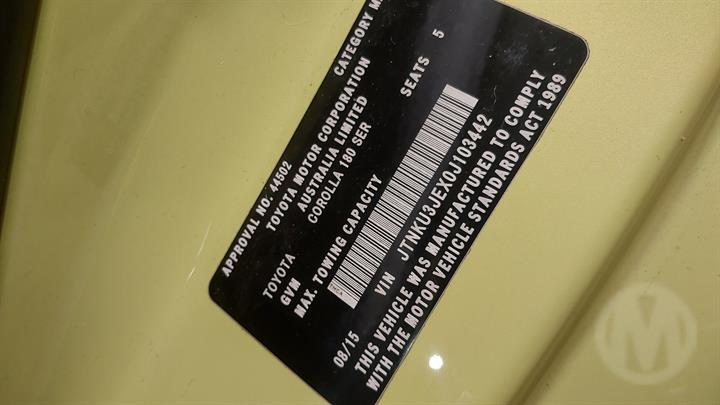 APPROVAL NO. 44502 CATEGORY M
TOYOTA MOTOR CORPORATION
AUSTRALIA LIMITED
TOYOTA COROLLA 180 SER
GVM SEATS 5
MAX. TOWING CAPACITY
08/15 VIN JTNKU3JEX0J103442
THIS VEHICLE WAS MANUFACTURED TO COMPLY
WITH THE MOTOR VEHICLE STANDARDS ACT 1989
M